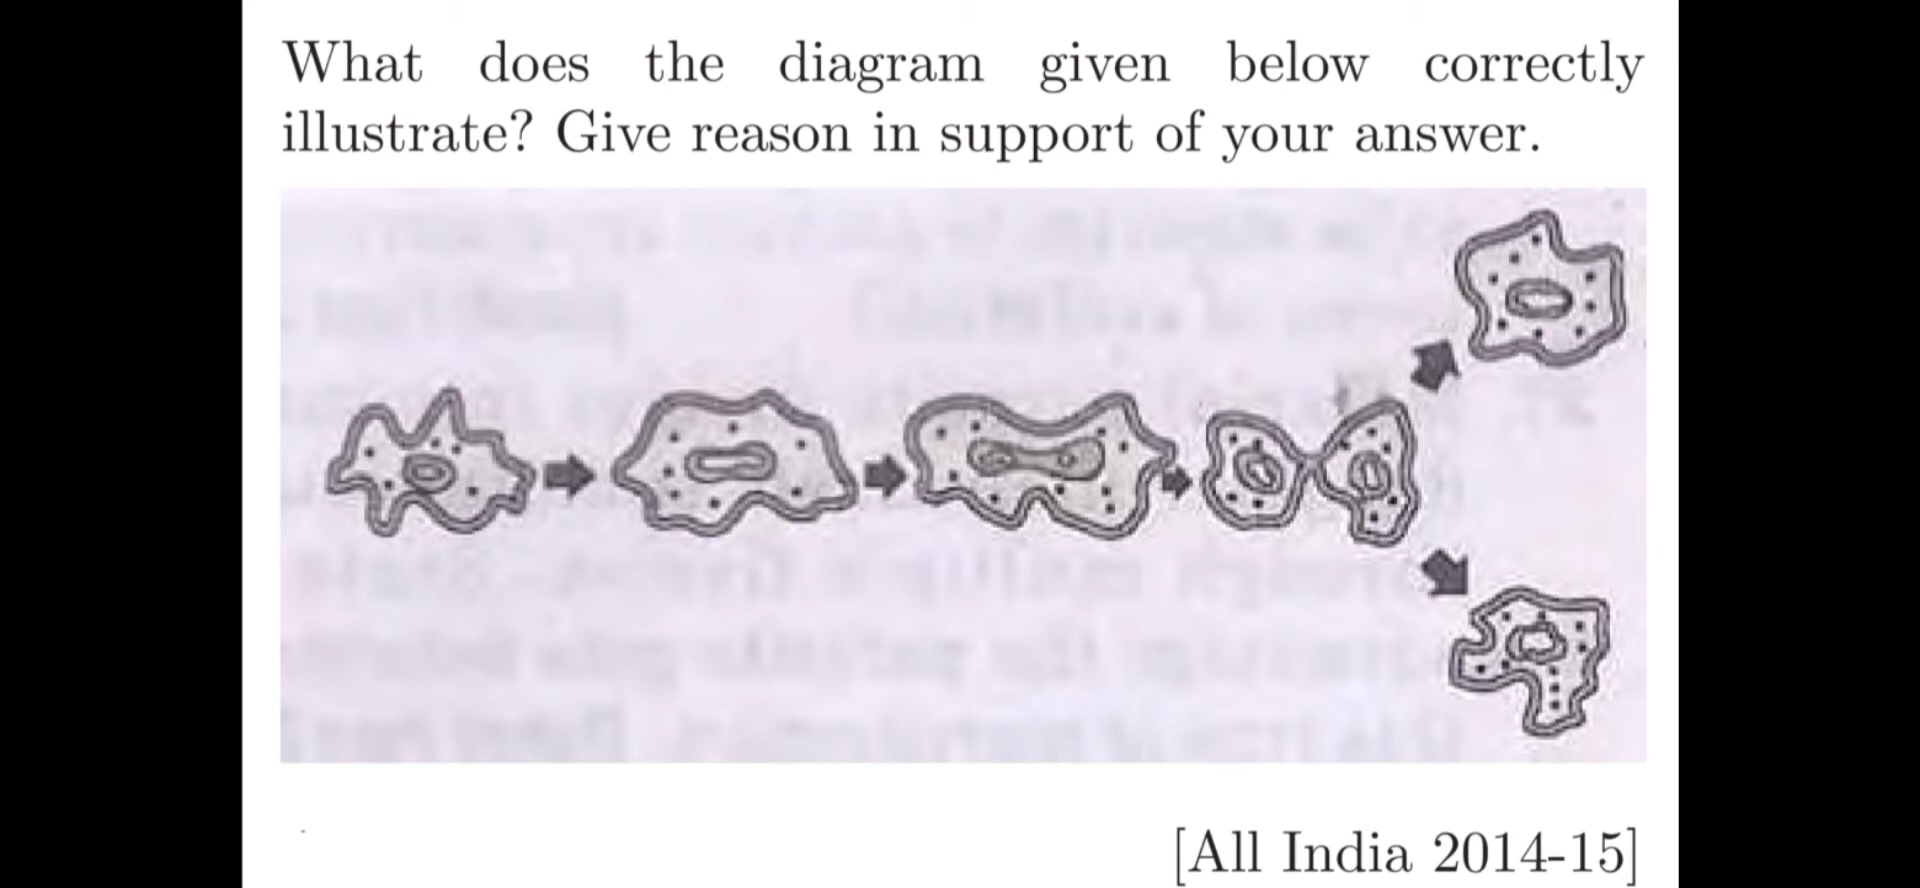 What does the diagram given below correctly
illustrate? Give reason in support of your answer.
[All India 2014-15]